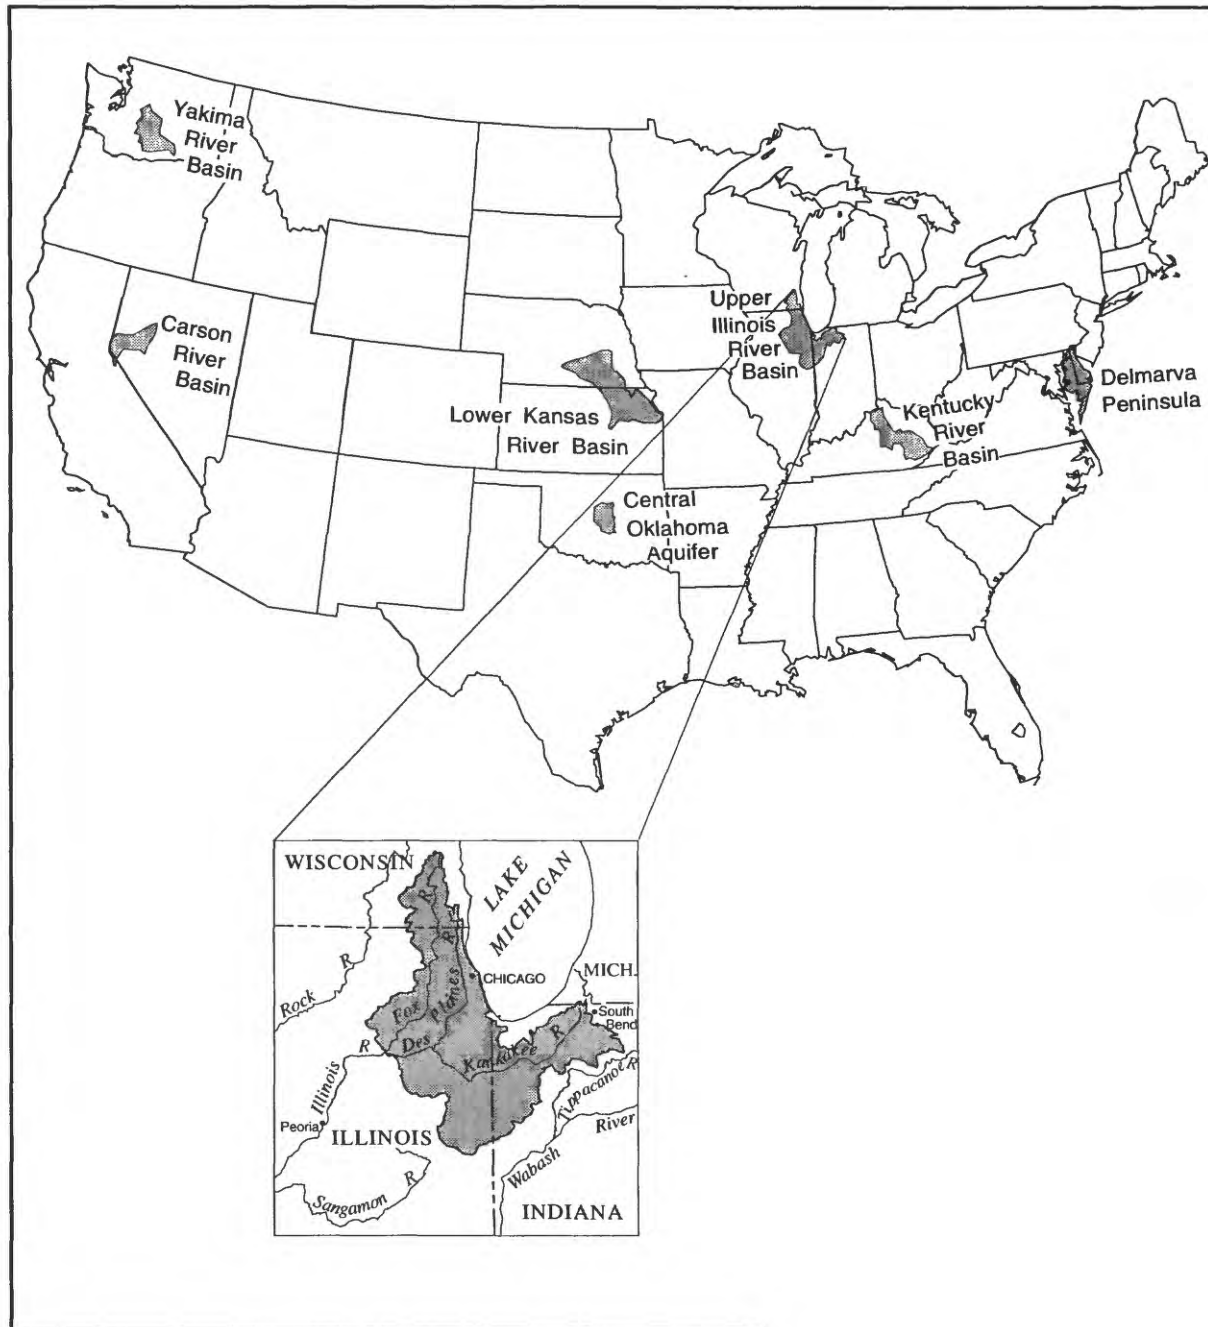 Yakima
River
Basin
Carson
River
Basin
Upper
Illinois
River
Basin
Lower Kansas
River Basin
Central
Oklahoma
Aquifer
Kentucky
River
Basin
Delmarva
Peninsula
WISCONSIN
LAKE
MICHIGAN
R
R
R
Rock
CHICAGO
MICH.
Fox
Plaines
Des
South
Bend
R
Kankakee
R
Illinois
Tippacanoe R
Peoria
River
ILLINOIS
Wabash
R
Sangamon
INDIANA